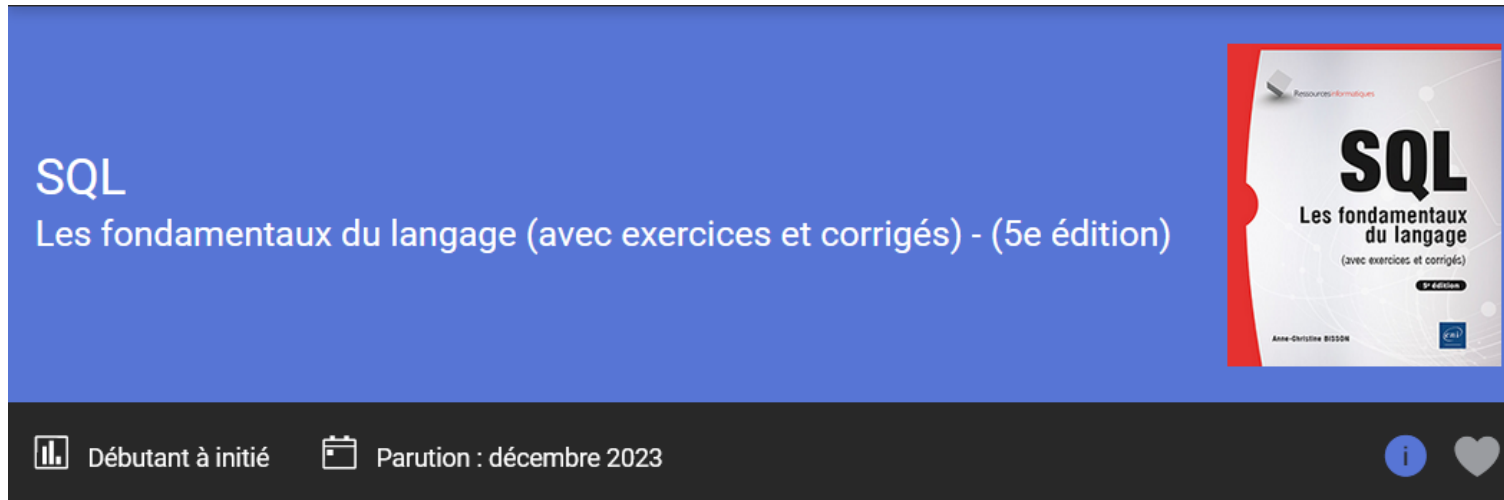 SQL
Les fondamentaux du langage (avec exercices et corrigés) - (5e édition)
Ressources informatiques
SQL
Les fondamentaux
du langage
(avec exercices et corrigés)
5e édition
Anne-Christine BISSON
eni
Débutant à initié
Parution : décembre 2023
i